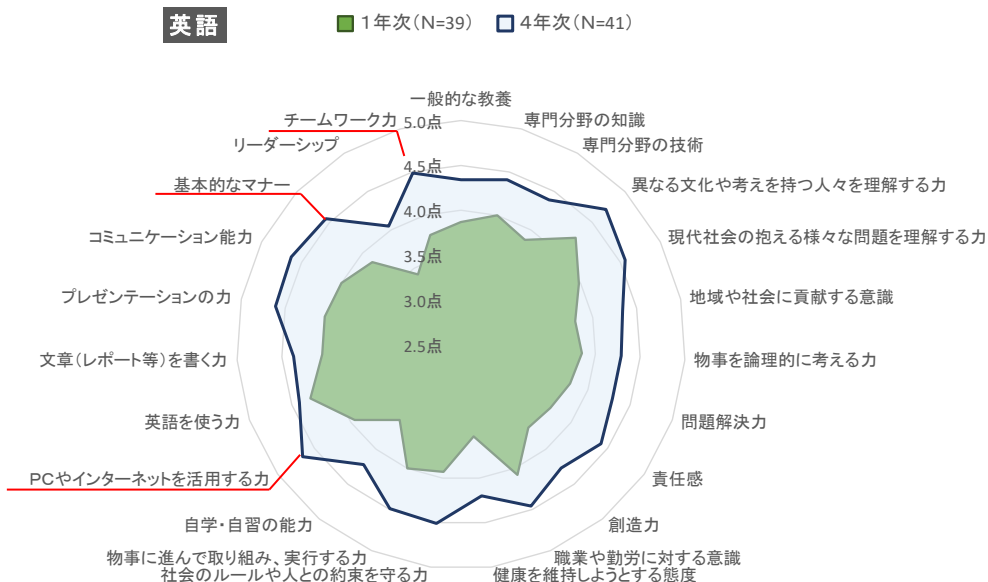 英語
1年次(N=39)
4年次(N=41)
一般的な教養
専門分野の知識
専門分野の技術
異なる文化や考えを持つ人々を理解する力
現代社会の抱える様々な問題を理解する力
地域や社会に貢献する意識
物事を論理的に考える力
問題解決力
責任感
創造力
職業や勤労に対する意識
健康を維持しようとする態度
社会のルールや人との約束を守る力
物事に進んで取り組み、実行する力
自学・自習の能力
PCやインターネットを活用する力
英語を使う力
文章(レポート等)を書く力
プレゼンテーションの力
コミュニケーション能力
基本的なマナー
リーダーシップ
チームワーク力
5.0点
4.5点
4.0点
3.5点
3.0点
2.5点